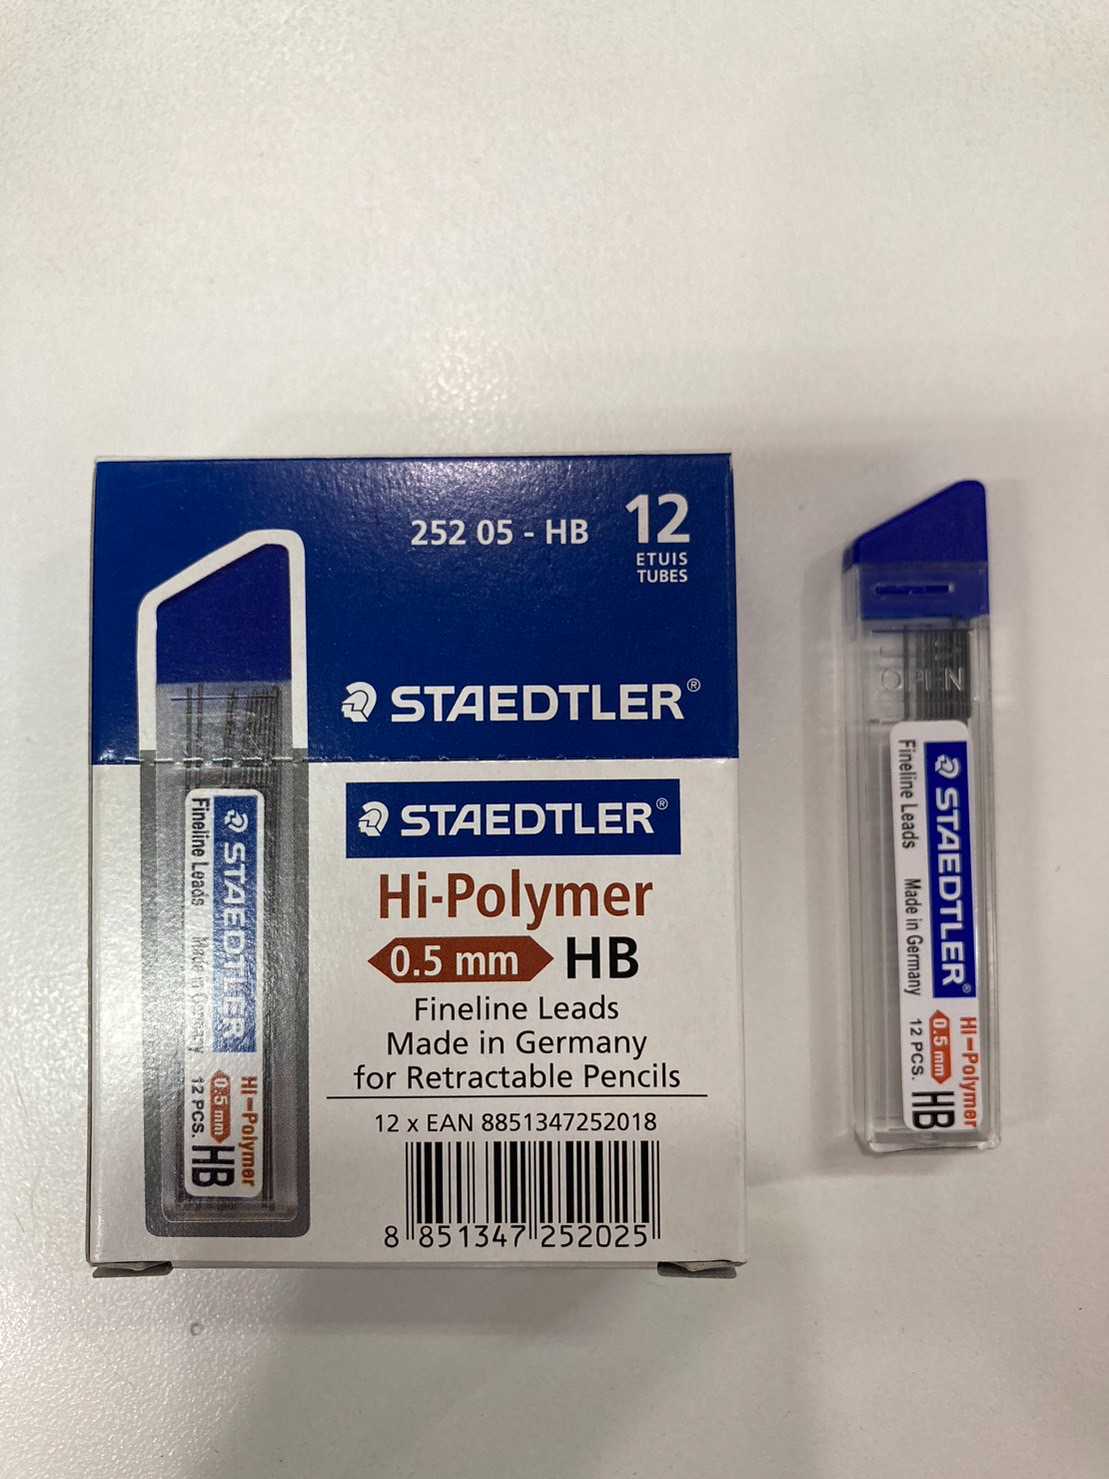 252 05 - HB
12
ETUIS
TUBES
STAEDTLER®
STAEDTLER®
Hi-Polymer
0.5 mm HB
Fineline Leads
Made in Germany
for Retractable Pencils
12 x EAN 8851347252018
8 851347 252025
STAEDTLER
Fineline Leads Made in Germany
Hi-Polymer
0.5 mm HB
12 PCS.
OPEN
STAEDTLER®
Fineline Leads Made in Germany
Hi-Polymer
0.5 mm HB
12 PCS.